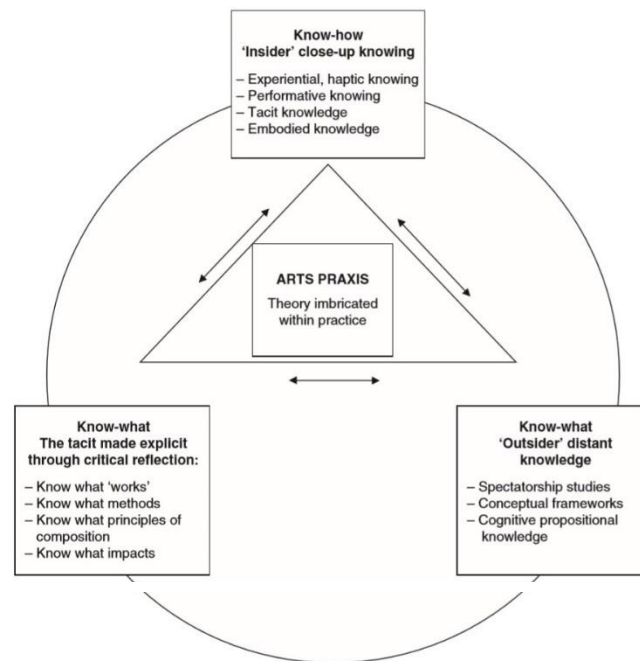 Know-how
‘Insider’ close-up knowing
– Experiential, haptic knowing
– Performative knowing
– Tacit knowledge
– Embodied knowledge
ARTS PRAXIS
Theory imbricated
within practice
Know-what
The tacit made explicit
through critical reflection:
– Know what ‘works’
– Know what methods
– Know what principles of
composition
– Know what impacts
Know-what
‘Outsider’ distant
knowledge
– Spectatorship studies
– Conceptual frameworks
– Cognitive propositional
knowledge